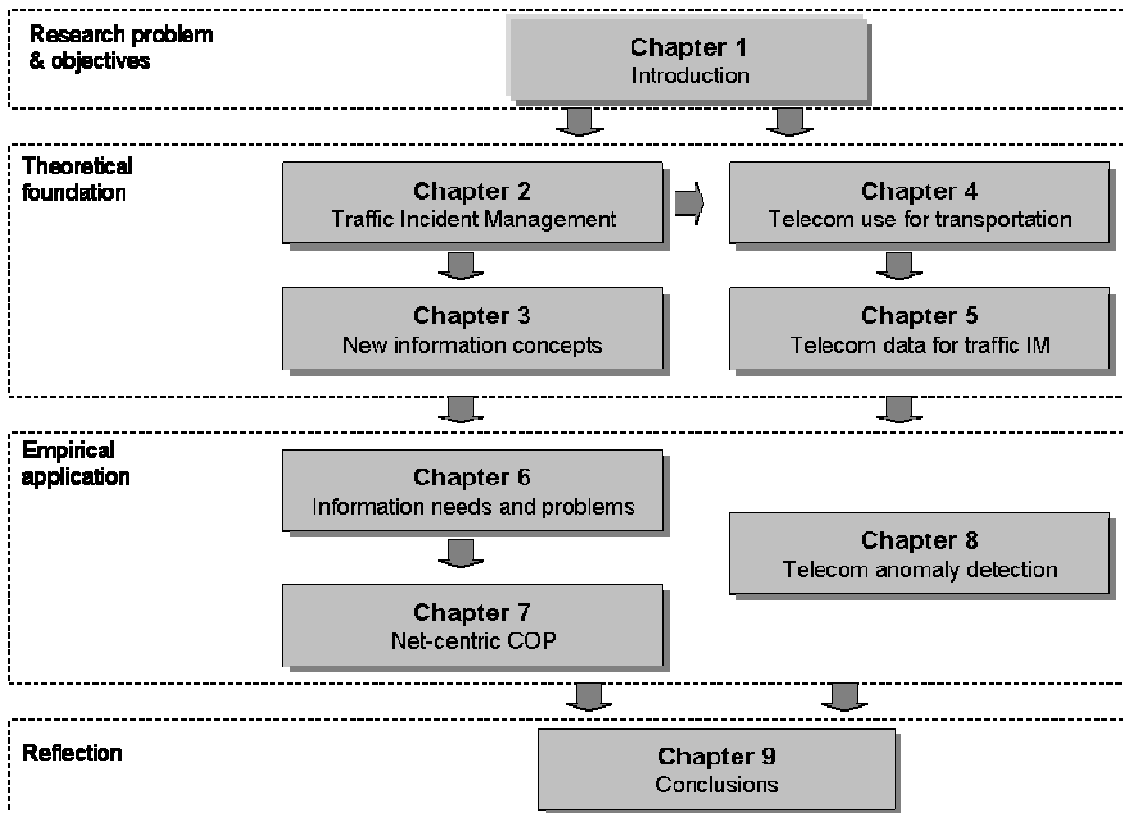 Research problem
& objectives
Chapter 1
Introduction
Theoretical
foundation
Chapter 2
Traffic Incident Management
Chapter 4
Telecom use for transportation
Chapter 3
New information concepts
Chapter 5
Telecom data for traffic IM
Empirical
application
Chapter 6
Information needs and problems
Chapter 8
Telecom anomaly detection
Chapter 7
Net-centric COP
Reflection
Chapter 9
Conclusions